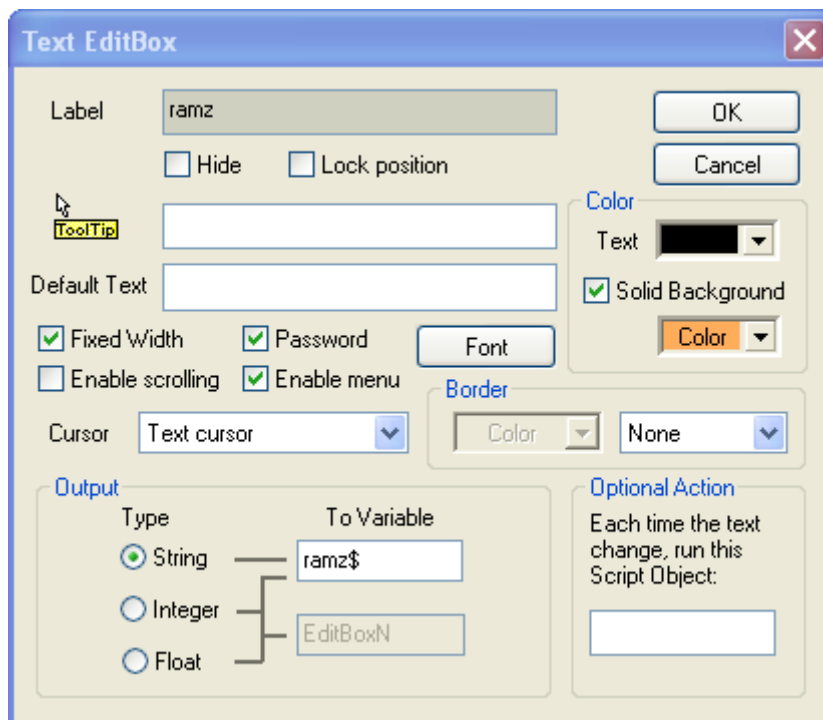 Text EditBox
Label
ramz
OK
Hide
Lock position
Cancel
ToolTip
Color
Text
Default Text
Solid Background
Color
Fixed Width
Password
Font
Enable scrolling
Enable menu
Border
Cursor
Text cursor
Color
None
Output
Optional Action
Type
To Variable
Each time the text
change, run this
Script Object:
String
ramz$
Integer
EditBoxN
Float